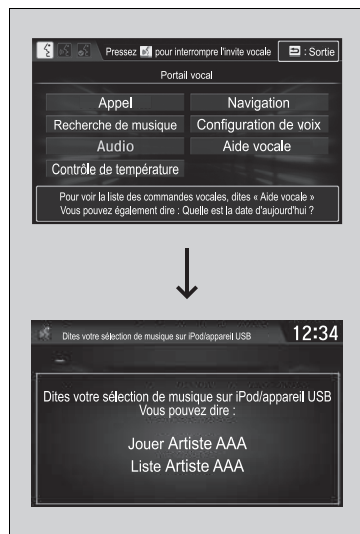 Pressez pour interrompre l'invite vocale
: Sortie
Portail vocal
Appel
Navigation
Recherche de musique
Configuration de voix
Audio
Aide vocale
Contrôle de température
Pour voir la liste des commandes vocales, dites « Aide vocale »
Vous pouvez également dire : Quelle est la date d'aujourd'hui ?
Dites votre sélection de musique sur iPod/appareil USB
12:34
Dites votre sélection de musique sur iPod/appareil USB
Vous pouvez dire :
Jouer Artiste AAA
Liste Artiste AAA